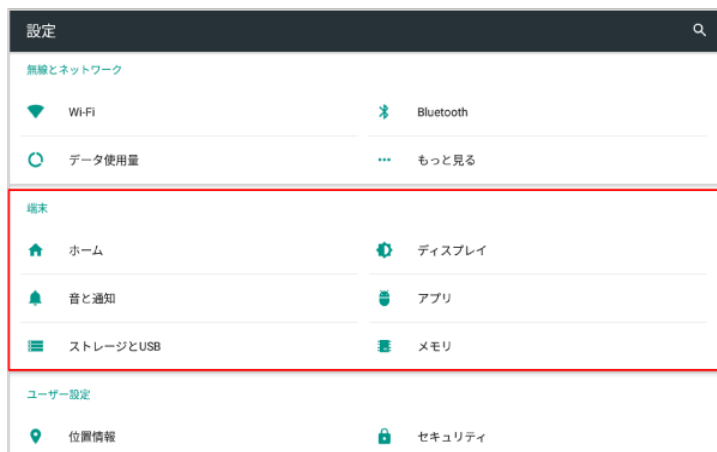 設定
無線とネットワーク
Wi-Fi
Bluetooth
データ使用量
もっと見る
端末
ホーム
ディスプレイ
音と通知
アプリ
ストレージとUSB
メモリ
ユーザー設定
位置情報
セキュリティ